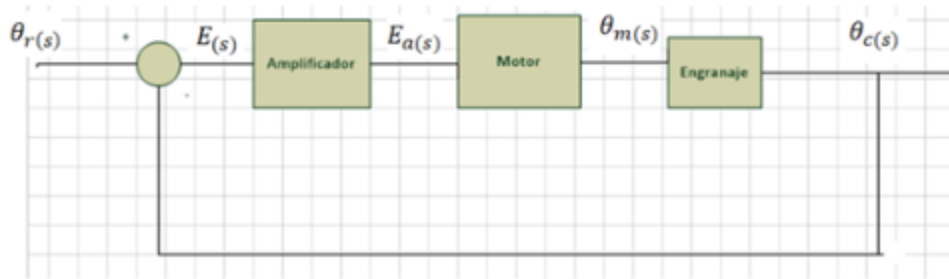 θr(s)
E(s)
Amplificador
Ea(s)
Motor
θm(s)
Engranaje
θc(s)